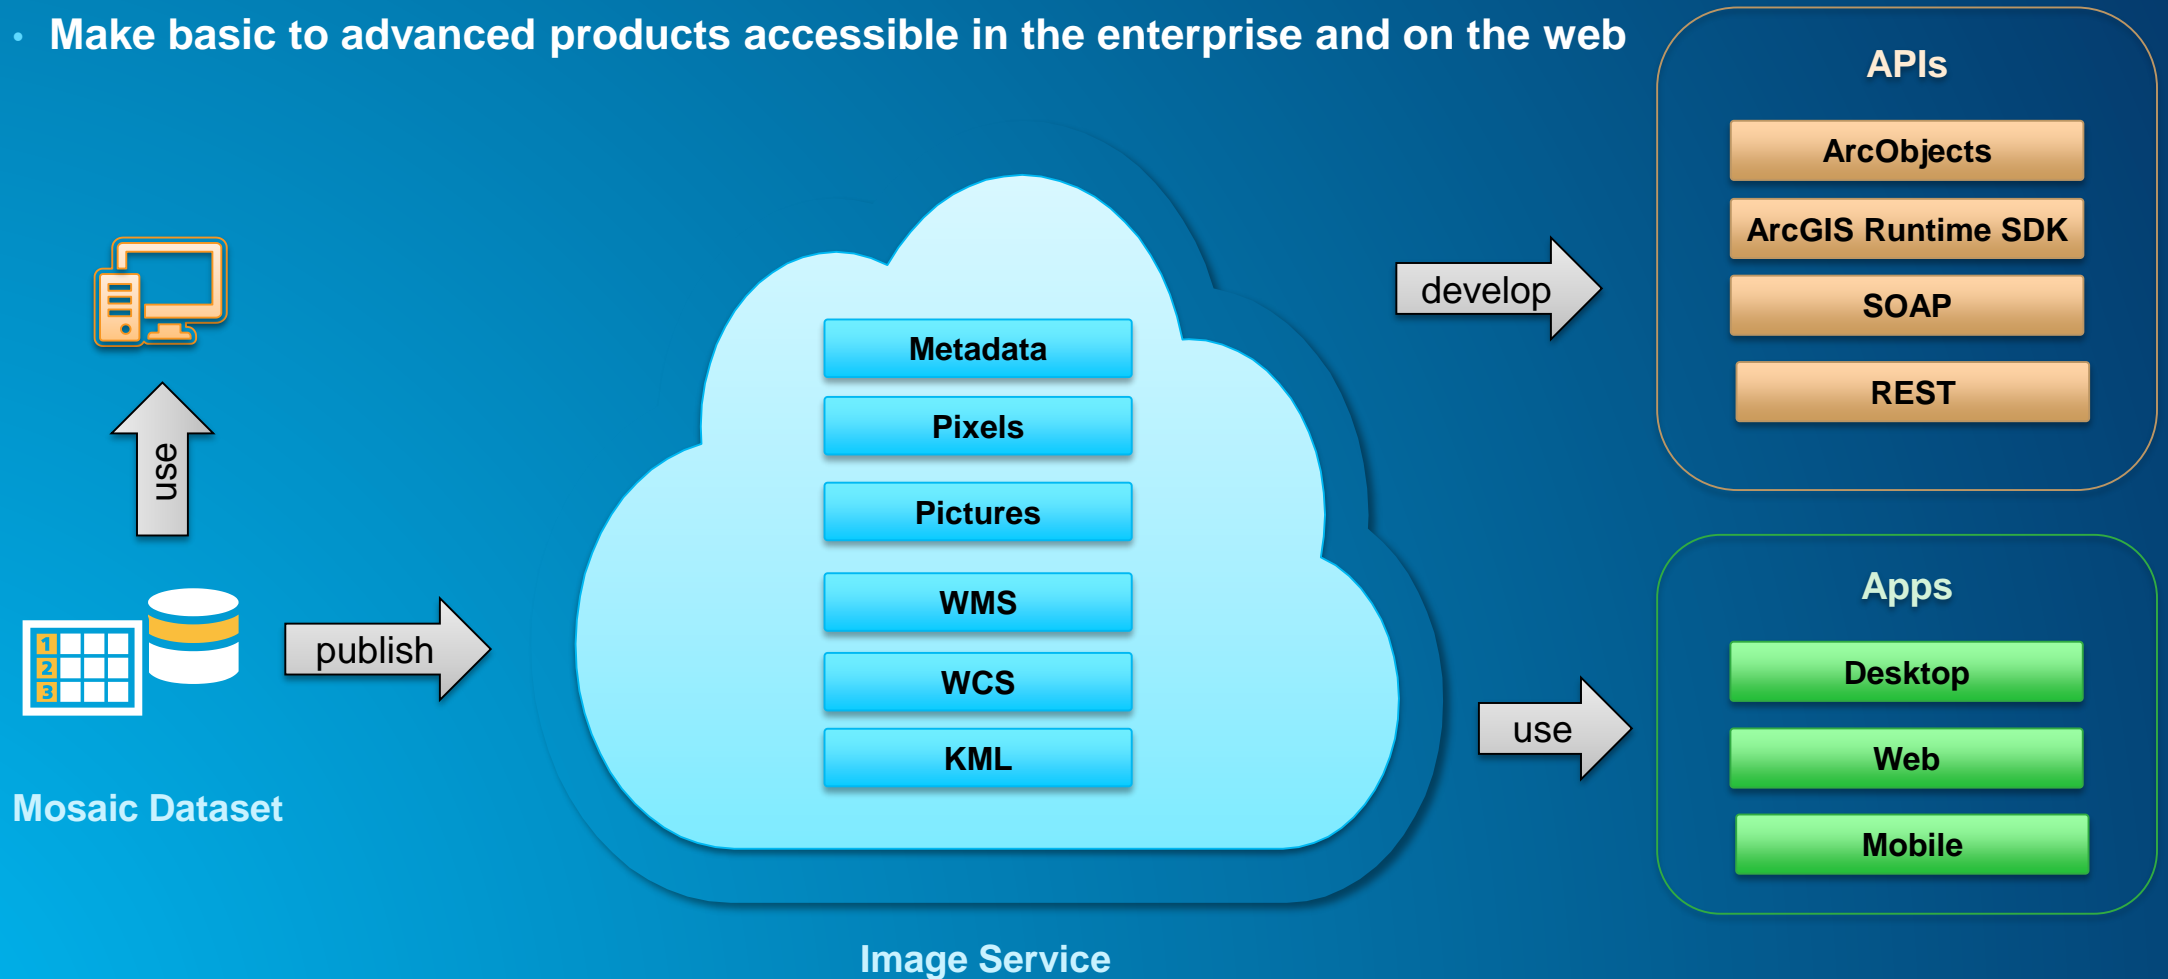 • Make basic to advanced products accessible in the enterprise and on the web
use
1
2
3
Mosaic Dataset
publish
Metadata
Pixels
Pictures
WMS
WCS
KML
Image Service
develop
APIs
ArcObjects
ArcGIS Runtime SDK
SOAP
REST
use
Apps
Desktop
Web
Mobile